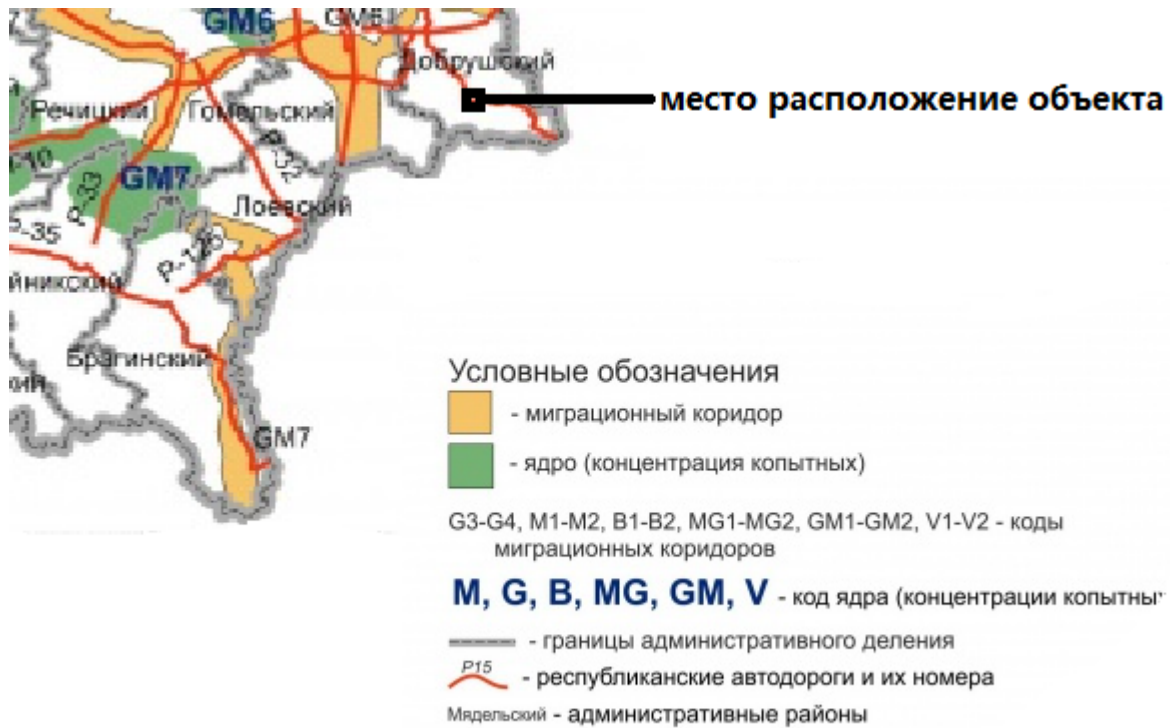 GM6
GM6
Добрушский
место расположение объекта
Речицкий
Гомельский
GM7
Р-33
Лоевский
Р-35
Р-126
Брагинский
GM7
Условные обозначения
- миграционный коридор
- ядро (концентрация копытных)
G3-G4, M1-M2, B1-B2, MG1-MG2, GM1-GM2, V1-V2 - коды
миграционных коридоров
M, G, B, MG, GM, V - код ядра (концентрации копытны
- границы административного деления
P15 - республиканские автодороги и их номера
Мядельский - административные районы